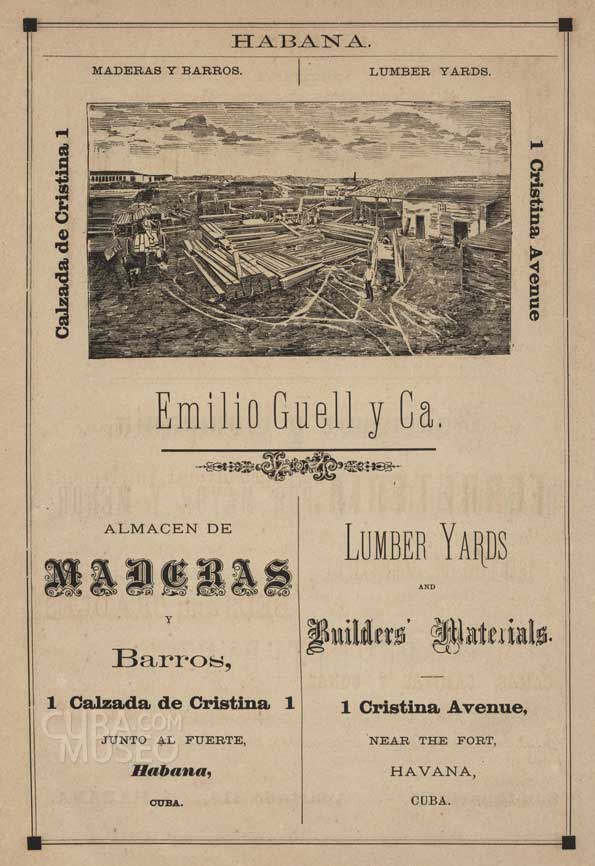 HABANA.
MADERAS Y BARROS.
LUMBER YARDS.
Calzada de Cristina 1
1 Cristina Avenue
Emilio Guell y Ca.
ALMACEN DE
MADERAS
Y
Barros,
1 Calzada de Cristina 1
JUNTO AL FUERTE,
Habana,
CUBA.
LUMBER YARDS
AND
Builders' Materials.
1 Cristina Avenue,
NEAR THE FORT,
HAVANA,
CUBA.
CUBA.COM
MUSEO